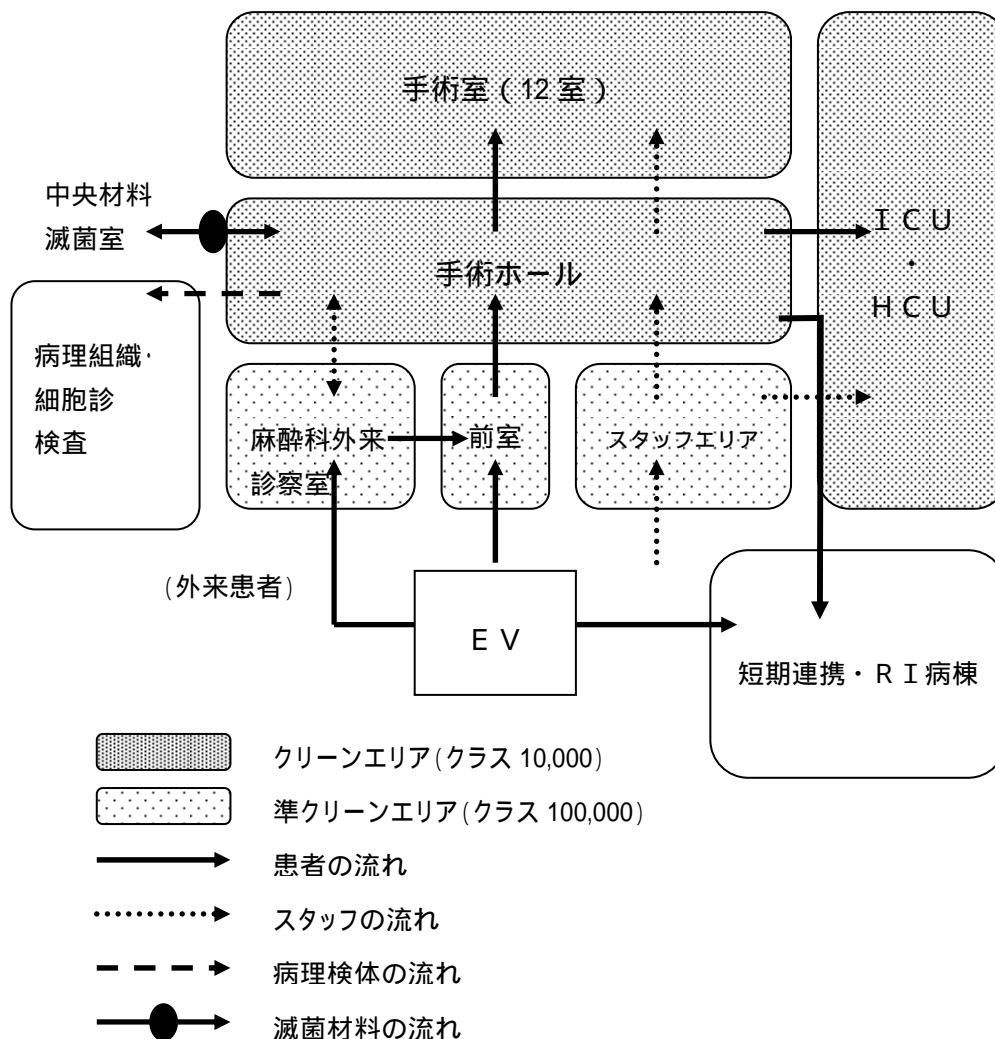 手術室（12 室）
中央材料
滅菌室
手術ホール
ＩＣＵ
・
ＨＣＵ
病理組織・
細胞診
検査
麻酔科外来
診察室
前室
スタッフエリア
(外来患者)
ＥＶ
短期連携・ＲＩ病棟
クリーンエリア(クラス 10,000)
準クリーンエリア(クラス 100,000)
患者の流れ
スタッフの流れ
病理検体の流れ
滅菌材料の流れ